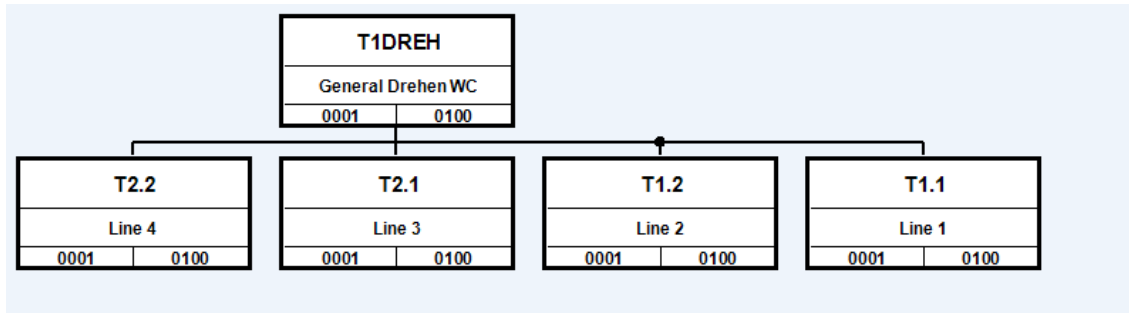 T1DREH
General Drehen WC
0001 0100
T2.2 T2.1 T1.2 T1.1
Line 4 Line 3 Line 2 Line 1
0001 0100 0001 0100 0001 0100 0001 0100